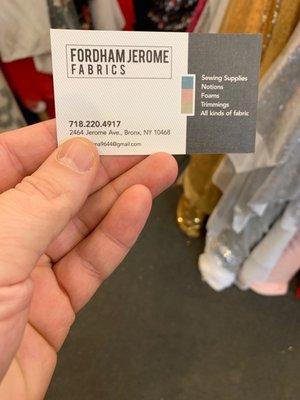 FORDHAM JEROME
FABRICS
718.220.4917
2464 Jerome Ave., Bronx, NY 10468
Sewing Supplies
Notions
Foams
Trimmings
All kinds of fabric